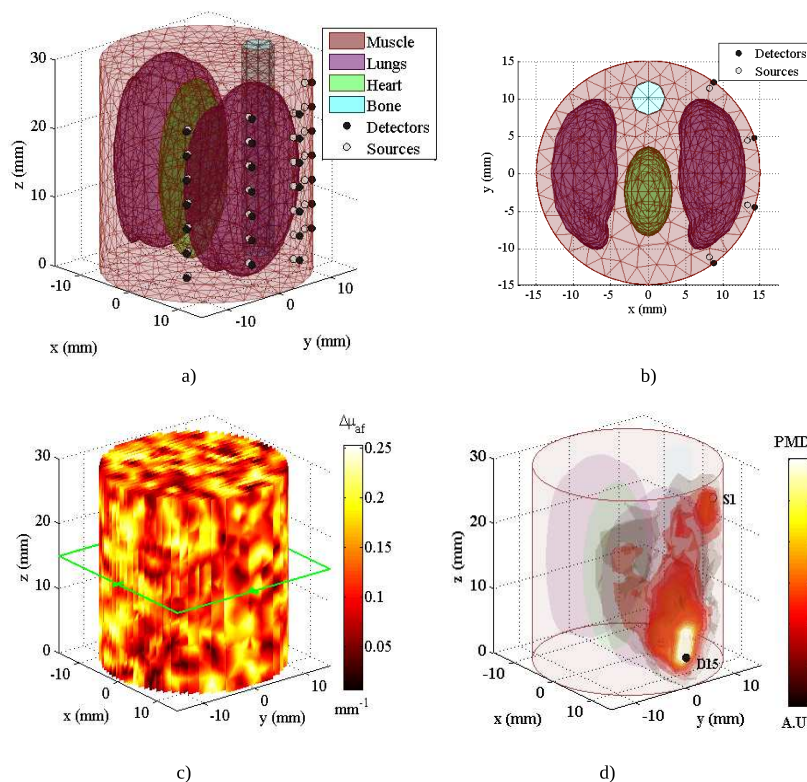 Muscle
Lungs
Heart
Bone
Detectors
Sources
30
20
10
0
z (mm)
-10
0
10
x (mm)
-10
0
10
y (mm)
a)
Detectors
Sources
15
10
5
0
-5
-10
-15
y (mm)
-15
-10
-5
0
5
10
15
x (mm)
b)
Δμaf
0.25
0.20
0.15
0.10
0.05
mm-1
30
20
10
0
z (mm)
-10
0
10
x (mm)
-10
0
10
y (mm)
c)
PMD
S1
D15
A.U
30
20
10
0
z (mm)
-10
0
10
x (mm)
-10
0
10
y (mm)
d)